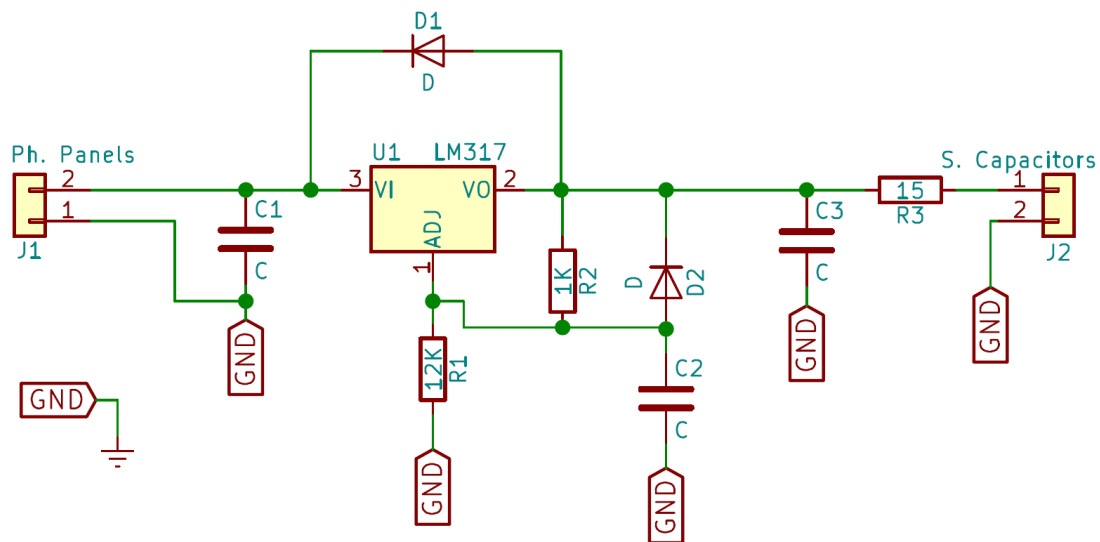 D1
D
Ph. Panels
2
1
J1
C1
C
GND
GND
U1 LM317
3 VI VO 2
ADJ
1
12K
R1
GND
1K
R2
D
D2
C2
C
GND
C3
C
GND
S. Capacitors
15
R3
1
2
J2
GND